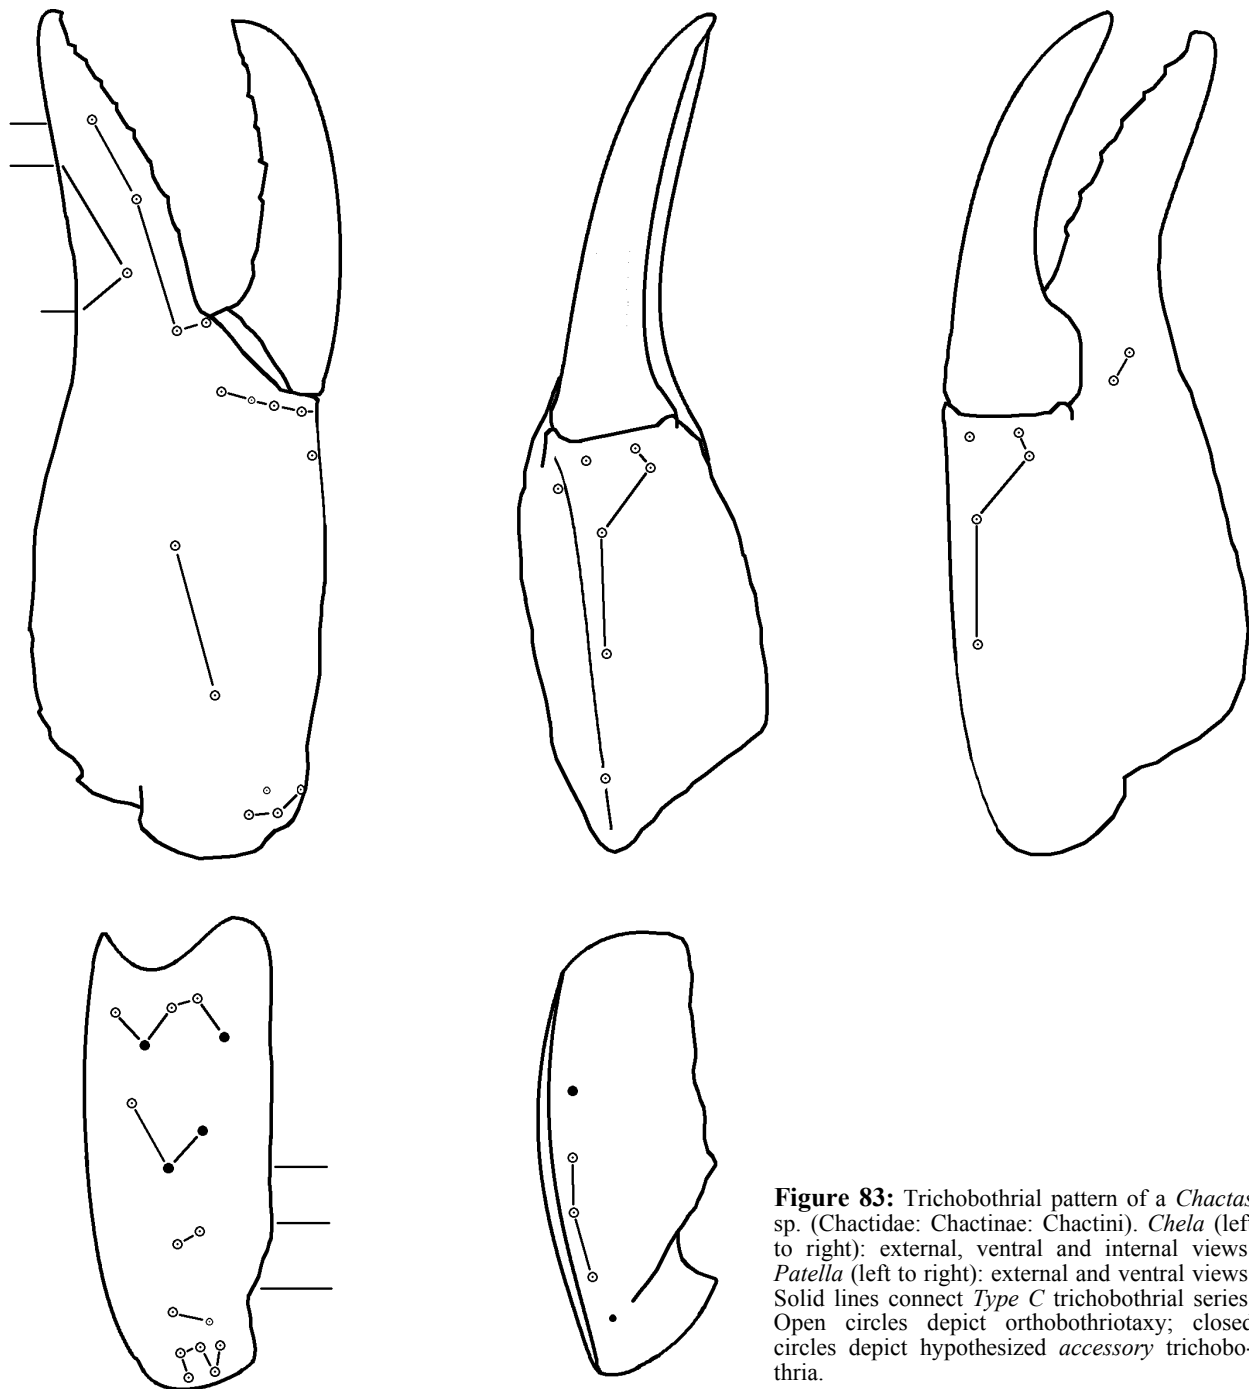 Figure 83: Trichobothrial pattern of a Chactas
sp. (Chactidae: Chactinae: Chactini). Chela (left
to right): external, ventral and internal views
Patella (left to right): external and ventral views
Solid lines connect Type C trichobothrial series
Open circles depict orthobothriotaxy; closed
circles depict hypothesized accessory trichobo-
thria.